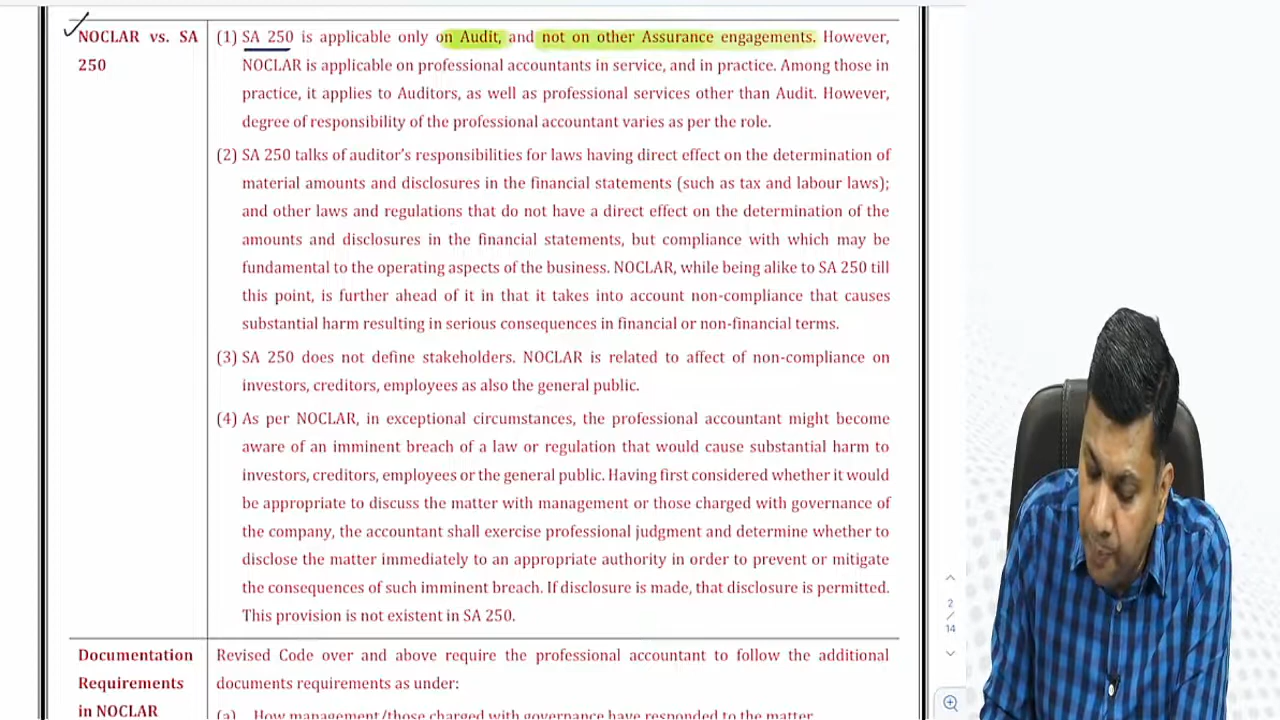 NOCLAR vs. SA
250
(1) SA 250 is applicable only on Audit, and not on other Assurance engagements. However,
NOCLAR is applicable on professional accountants in service, and in practice. Among those in
practice, it applies to Auditors, as well as professional services other than Audit. However,
degree of responsibility of the professional accountant varies as per the role.
(2) SA 250 talks of auditor's responsibilities for laws having direct effect on the determination of
material amounts and disclosures in the financial statements (such as tax and labour laws);
and other laws and regulations that do not have a direct effect on the determination of the
amounts and disclosures in the financial statements, but compliance with which may be
fundamental to the operating aspects of the business. NOCLAR, while being alike to SA 250 till
this point, is further ahead of it in that it takes into account non-compliance that causes
substantial harm resulting in serious consequences in financial or non-financial terms.
(3) SA 250 does not define stakeholders. NOCLAR is related to affect of non-compliance on
investors, creditors, employees as also the general public.
(4) As per NOCLAR, in exceptional circumstances, the professional accountant might become
aware of an imminent breach of a law or regulation that would cause substantial harm to
investors, creditors, employees or the general public. Having first considered whether it would
be appropriate to discuss the matter with management or those charged with governance of
the company, the accountant shall exercise professional judgment and determine whether to
disclose the matter immediately to an appropriate authority in order to prevent or mitigate
the consequences of such imminent breach. If disclosure is made, that disclosure is permitted.
This provision is not existent in SA 250.
Documentation
Requirements
in NOCLAR
Revised Code over and above require the professional accountant to follow the additional
documents requirements as under:
(a) How management/those charged with governance have responded to the matter
2
/
14